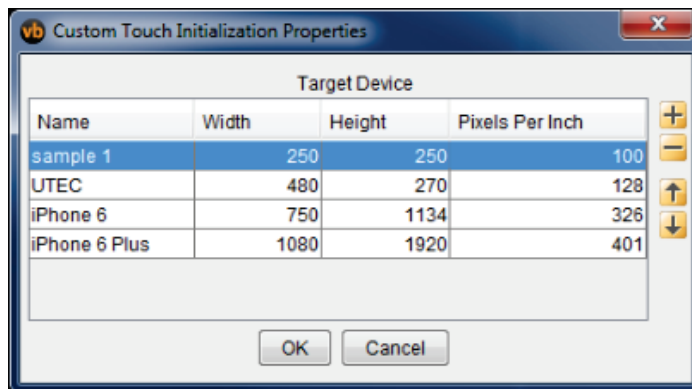 vb Custom Touch Initialization Properties
Target Device
Name Width Height Pixels Per Inch
sample 1 250 250 100
UTEC 480 270 128
iPhone 6 750 1134 326
iPhone 6 Plus 1080 1920 401
OK Cancel